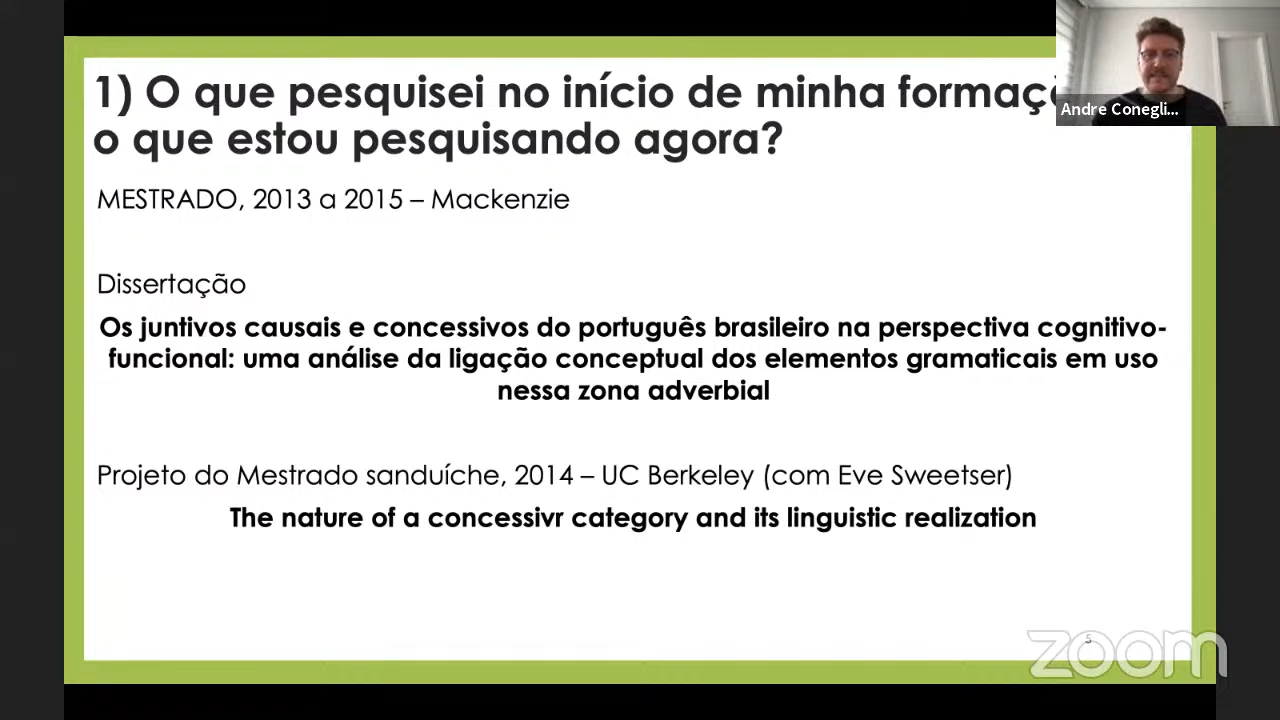 1) O que pesquisei no início de minha formaç
o que estou pesquisando agora?
Andre Conegli...
MESTRADO, 2013 a 2015 – Mackenzie
Dissertação
Os juntivos causais e concessivos do português brasileiro na perspectiva cognitivo-
funcional: uma análise da ligação conceptual dos elementos gramaticais em uso
nessa zona adverbial
Projeto do Mestrado sanduíche, 2014 – UC Berkeley (com Eve Sweetser)
The nature of a concessivr category and its linguistic realization
5
zoom